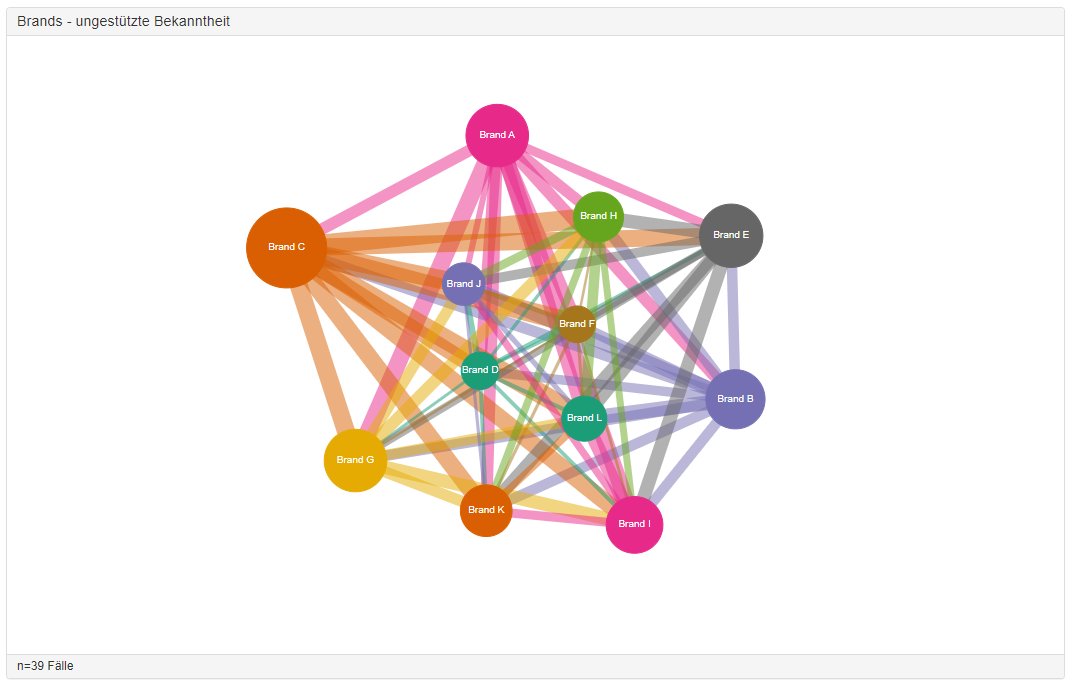 Brands - ungestützte Bekanntheit
Brand A
Brand H
Brand E
Brand C
Brand J
Brand F
Brand D
Brand B
Brand L
Brand G
Brand K
Brand I
n=39 Fälle